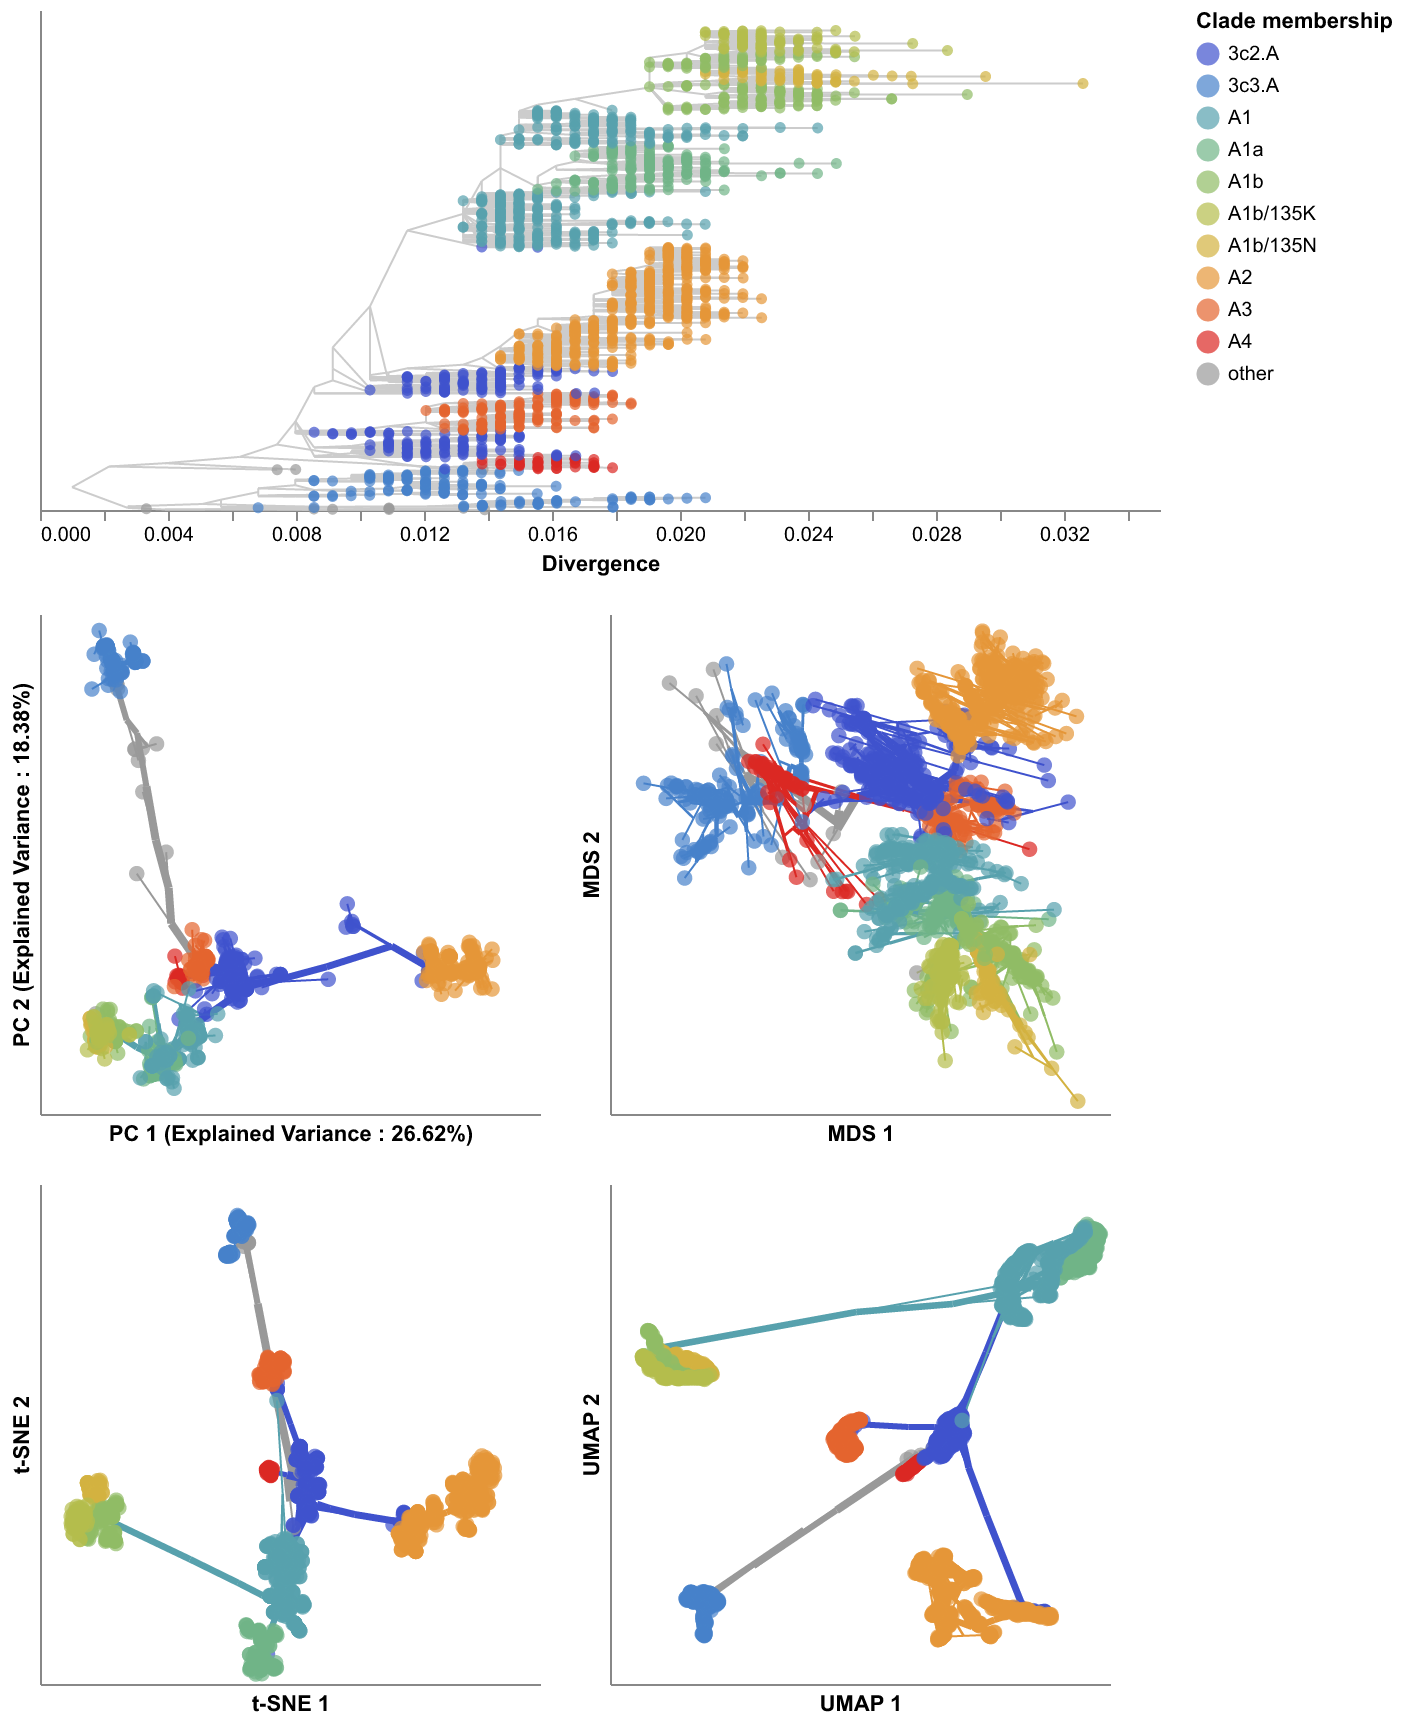 Clade membership
3c2.A
3c3.A
A1
A1a
A1b
A1b/135K
A1b/135N
A2
A3
A4
other
0.000 0.004 0.008 0.012 0.016 0.020 0.024 0.028 0.032
Divergence
PC 2 (Explained Variance : 18.38%)
PC 1 (Explained Variance : 26.62%)
MDS 2
MDS 1
t-SNE 2
t-SNE 1
UMAP 2
UMAP 1